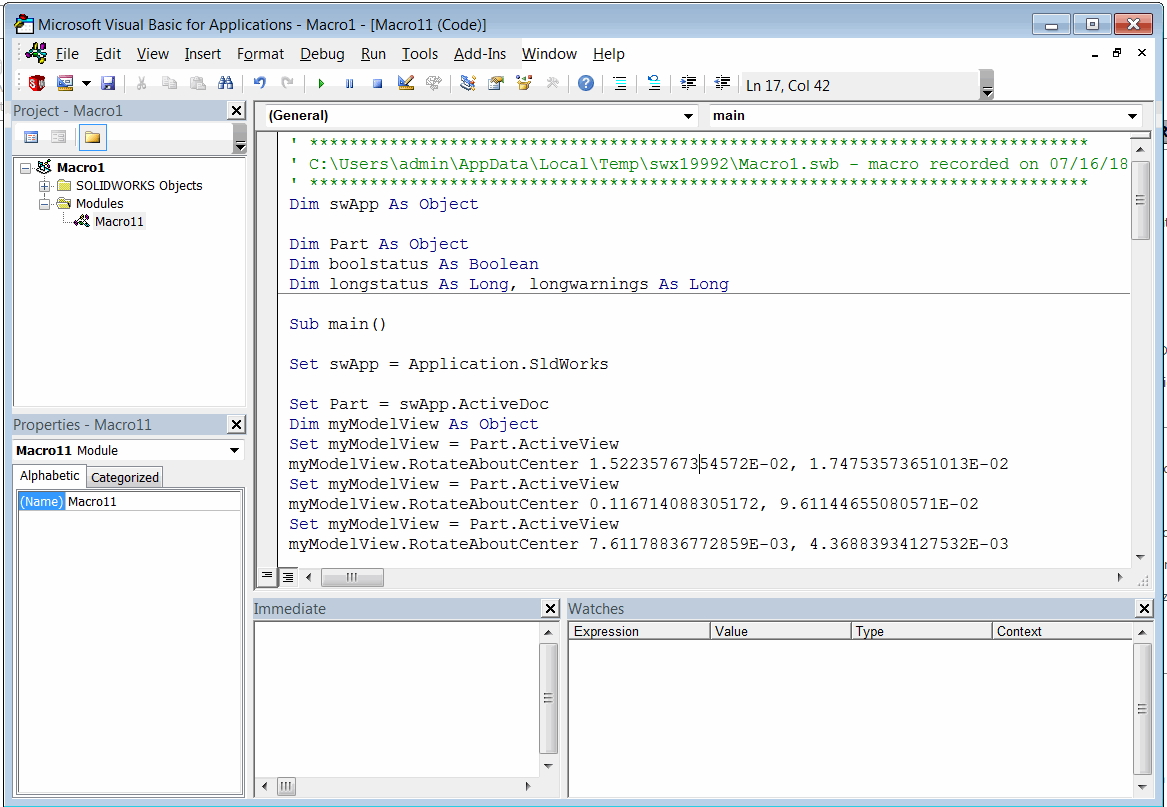 Microsoft Visual Basic for Applications - Macro1 - [Macro11 (Code)]
File Edit View Insert Format Debug Run Tools Add-Ins Window Help
Ln 17, Col 42
Project - Macro1
Macro1
SOLIDWORKS Objects
Modules
Macro11
Properties - Macro11
Macro11 Module
Alphabetic Categorized
(Name) Macro11
(General) main
' ******************************************************************************
' C:\Users\admin\AppData\Local\Temp\swx19992\Macro1.swb - macro recorded on 07/16/18
' ******************************************************************************
Dim swApp As Object
Dim Part As Object
Dim boolstatus As Boolean
Dim longstatus As Long, longwarnings As Long
Sub main()
Set swApp = Application.SldWorks
Set Part = swApp.ActiveDoc
Dim myModelView As Object
Set myModelView = Part.ActiveView
myModelView.RotateAboutCenter 1.52235767354572E-02, 1.74753573651013E-02
Set myModelView = Part.ActiveView
myModelView.RotateAboutCenter 0.116714088305172, 9.61144655080571E-02
Set myModelView = Part.ActiveView
myModelView.RotateAboutCenter 7.61178836772859E-03, 4.36883934127532E-03
Immediate
Watches
Expression Value Type Context